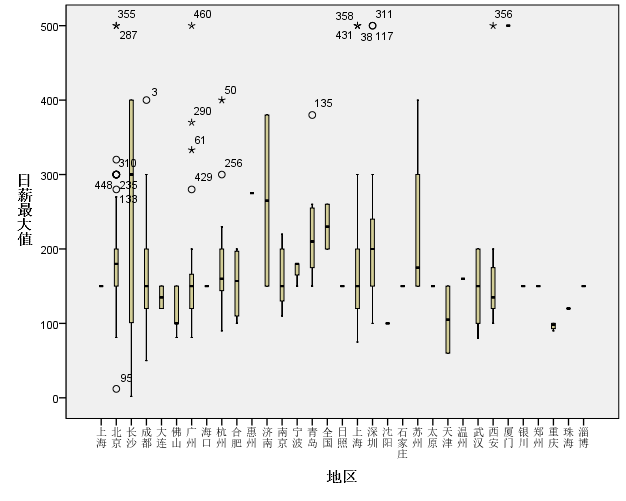 355
460
358
311
356
500
287
431
38 117
3
50
400
135
290
61
310
256
300
448 235
429
133
日薪最大值
200
100
95
0
上海
北京
长沙
成都
大连
佛山
广州
海口
杭州
合肥
惠州
济南
南京
宁波
青岛
全国
日照
上海
深圳
沈阳
石家庄
苏州
太原
天津
温州
武汉
西安
厦门
银川
郑州
重庆
珠海
淄博
地区